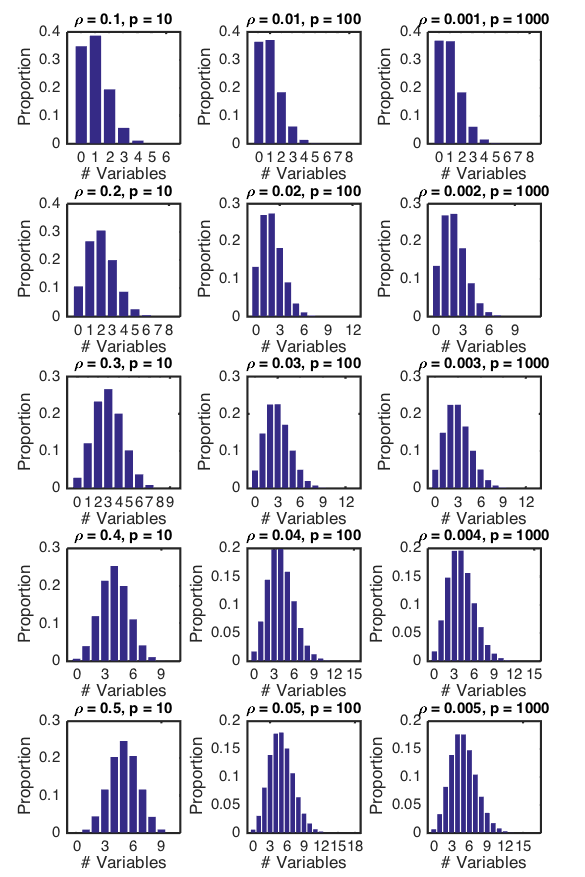 ρ = 0.1, p = 10
ρ = 0.01, p = 100
ρ = 0.001, p = 1000
0.4
0.3
0.2
0.1
0
Proportion
0 1 2 3 4 5 6
# Variables
0.4
0.3
0.2
0.1
0
Proportion
0 1 2 3 4 5 6 7 8
# Variables
0.4
0.3
0.2
0.1
0
Proportion
0 1 2 3 4 5 6 7 8
# Variables
ρ = 0.2, p = 10
ρ = 0.02, p = 100
ρ = 0.002, p = 1000
0.4
0.3
0.2
0.1
0
Proportion
0 1 2 3 4 5 6 7 8
# Variables
0.3
0.2
0.1
0
Proportion
0 3 6 9 12
# Variables
0.3
0.2
0.1
0
Proportion
0 3 6 9
# Variables
ρ = 0.3, p = 10
ρ = 0.03, p = 100
ρ = 0.003, p = 1000
0.3
0.2
0.1
0
Proportion
0 1 2 3 4 5 6 7 8 9
# Variables
0.3
0.2
0.1
0
Proportion
0 3 6 9 12
# Variables
0.3
0.2
0.1
0
Proportion
0 3 6 9 12
# Variables
ρ = 0.4, p = 10
ρ = 0.04, p = 100
ρ = 0.004, p = 1000
0.3
0.2
0.1
0
Proportion
0 3 6 9
# Variables
0.2
0.15
0.1
0.05
0
Proportion
0 3 6 9 12 15
# Variables
0.2
0.15
0.1
0.05
0
Proportion
0 3 6 9 12 15
# Variables
ρ = 0.5, p = 10
ρ = 0.05, p = 100
ρ = 0.005, p = 1000
0.3
0.2
0.1
0
Proportion
0 3 6 9
# Variables
0.2
0.15
0.1
0.05
0
Proportion
0 3 6 9 12 15 18
# Variables
0.2
0.15
0.1
0.05
0
Proportion
0 3 6 9 12 15
# Variables